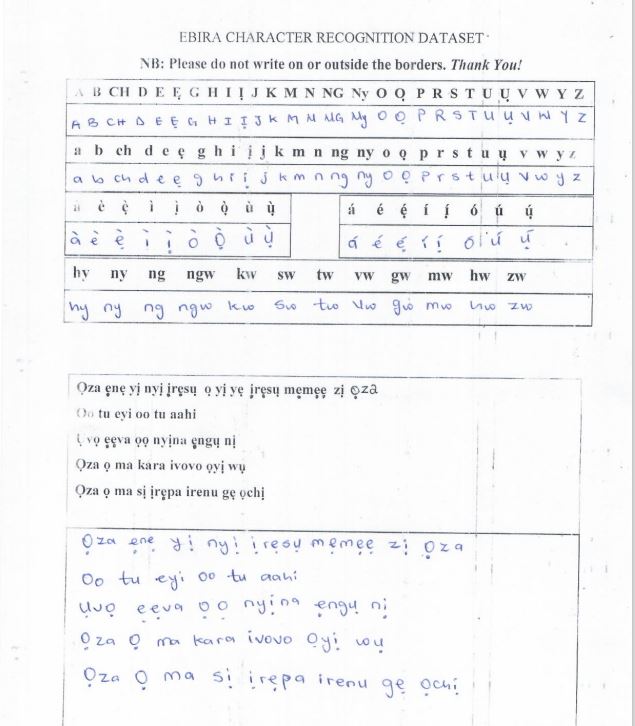 EBIRA CHARACTER RECOGNITION DATASET
NB: Please do not write on or outside the borders. Thank You!
A B CH D E Ẹ G H I Ị J K M N NG Ny O Ọ P R S T U Ụ V W Y Z
A B CH D E Ẹ G H I Ị J K M N NG Ny O Ọ P R S T U Ụ V W Y Z
a b ch d e ẹ g h i ị j k m n ng ny o ọ p r s t u ụ v w y z
a b ch d e ẹ g h i ị j k m n ng ny o ọ p r s t u ụ v w y z
a è ẹ̀ ì ị̀ ò ọ̀ ù ụ̀ á é ẹ́ í ị́ ó ú ụ́
à è ẹ̀ ì ị̀ ò ọ̀ ù ụ̀ á é ẹ́ í ị́ ó ú ụ́
hy ny ng ngw kw sw tw vw gw mw hw zw
hy ny ng ngw kw sw tw vw gw mw hw zw
Ọza ẹnẹ yị nyị ịrẹsụ ọ yị yẹ ịrẹsụ mẹmẹẹ zị ọza
Oo tu eyi oo tu aahi
vọ ẹẹva ọọ nyịna ẹngụ nị
Ọza ọ ma kara ivovo ọyị wụ
Ọza ọ ma sị ịrẹpa irenu gẹ ọchị
Ọza ẹnẹ yị nyị ịrẹsụ mẹmẹẹ zị Ọza
Oo tu eyi oo tu aahi
Ụvọ ẹẹva Ọọ nyịna ẹngụ nị
Ọza Ọ ma kara ivovo Ọyị wụ
Ọza Ọ ma sị ịrẹpa irenu gẹ Ọchị